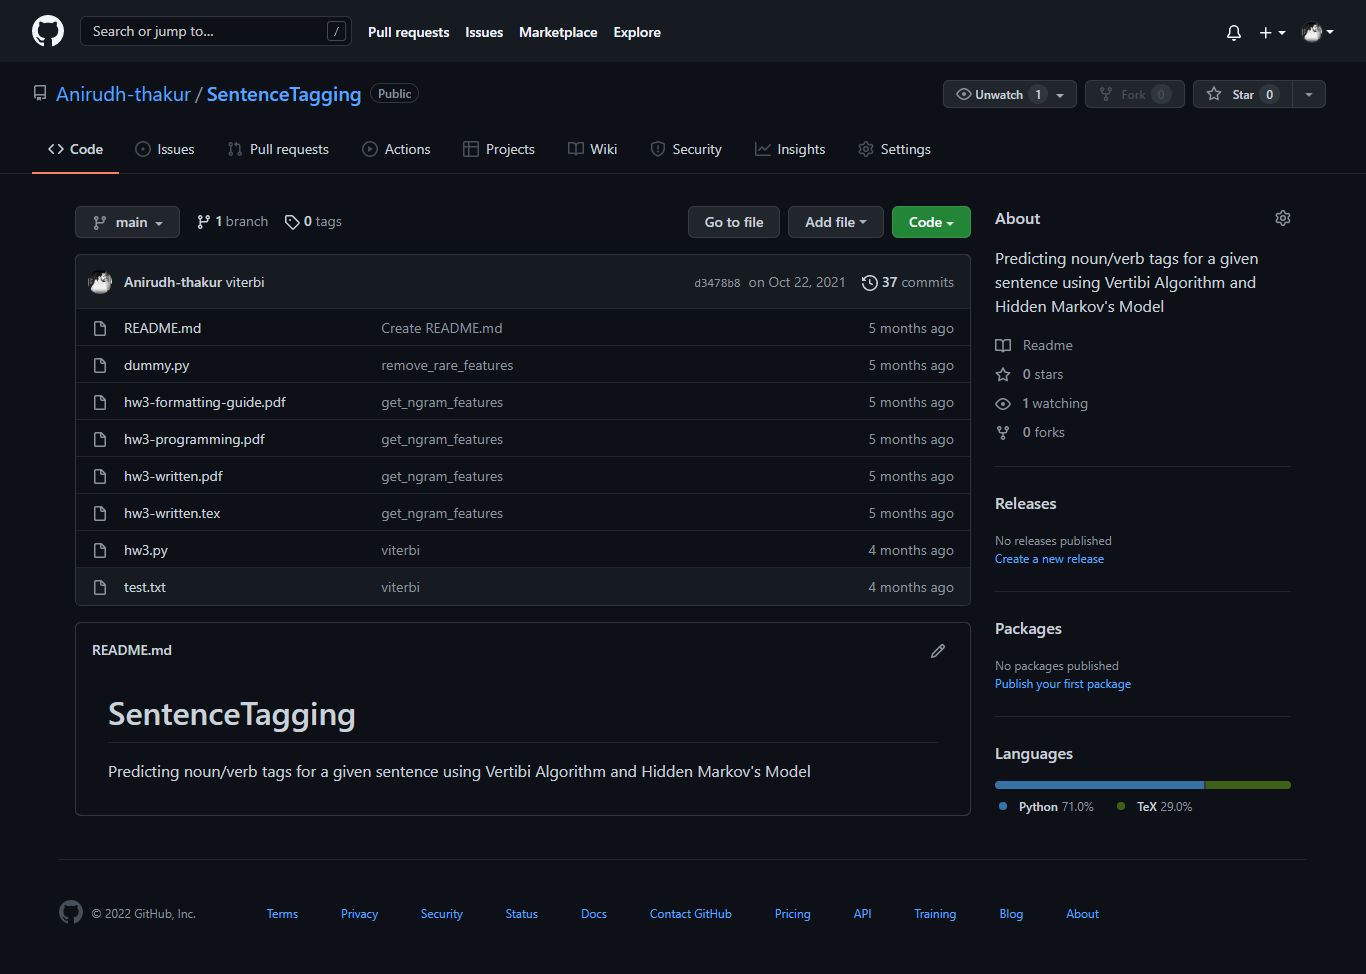 Search or jump to... /
Pull requests Issues Marketplace Explore
Anirudh-thakur / SentenceTagging Public
Unwatch 1 Fork 0 Star 0
Code Issues Pull requests Actions Projects Wiki Security Insights Settings
main 1 branch 0 tags Go to file Add file Code
Anirudh-thakur viterbi d3478b8 on Oct 22, 2021 37 commits
README.md Create README.md 5 months ago
dummy.py remove_rare_features 5 months ago
hw3-formatting-guide.pdf get_ngram_features 5 months ago
hw3-programming.pdf get_ngram_features 5 months ago
hw3-written.pdf get_ngram_features 5 months ago
hw3-written.tex get_ngram_features 5 months ago
hw3.py viterbi 4 months ago
test.txt viterbi 4 months ago
README.md
SentenceTagging
Predicting noun/verb tags for a given sentence using Vertibi Algorithm and Hidden Markov's Model
About
Predicting noun/verb tags for a given
sentence using Vertibi Algorithm and
Hidden Markov's Model
Readme
0 stars
1 watching
0 forks
Releases
No releases published
Create a new release
Packages
No packages published
Publish your first package
Languages
Python 71.0% TeX 29.0%
© 2022 GitHub, Inc. Terms Privacy Security Status Docs Contact GitHub Pricing API Training Blog About